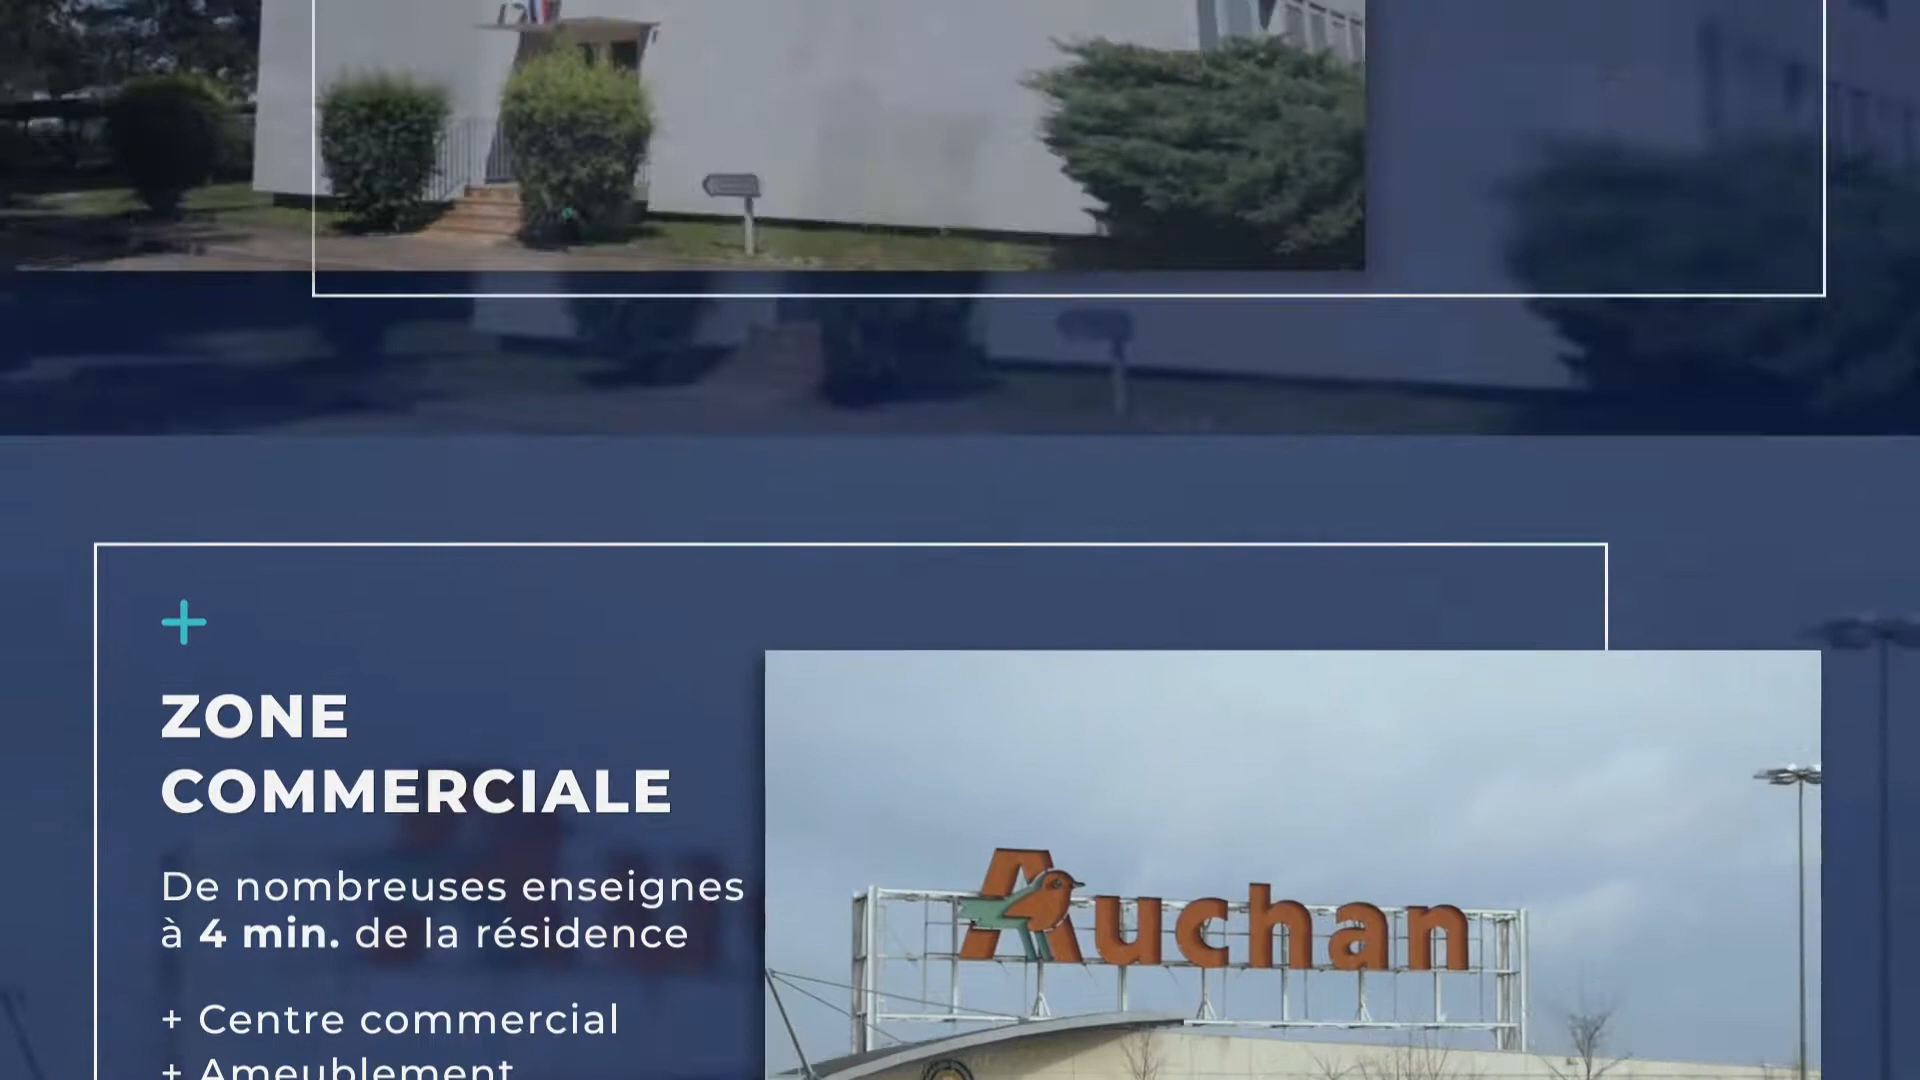 ZONE
COMMERCIALE
De nombreuses enseignes
à 4 min. de la résidence
+ Centre commercial
+ Ameublement
Auchan